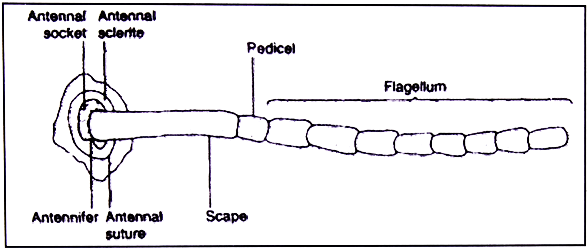 Antennal Antennal
socket sclerite
Pedicel
Flagellum
Antennifer Antennal
suture
Scape